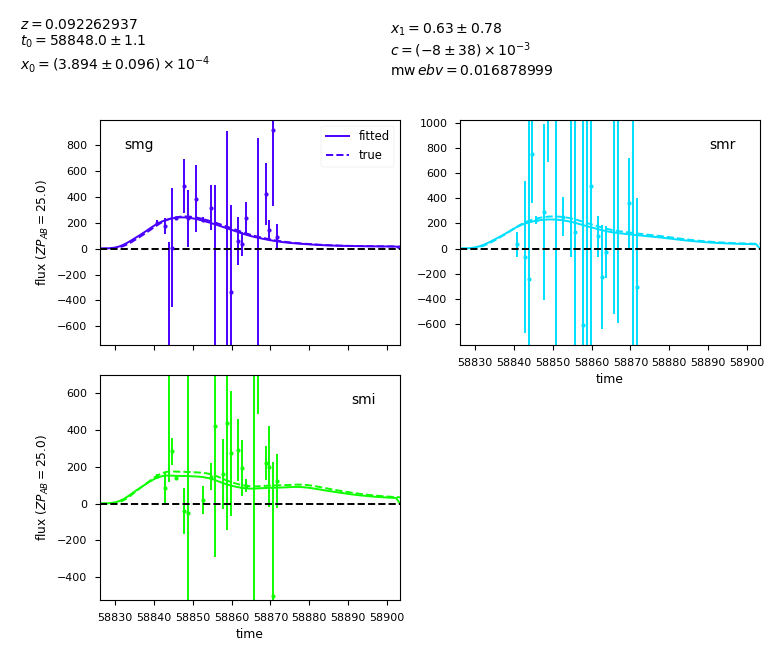 z = 0.092262937
t₀ = 58848.0 ± 1.1
x₀ = (3.894 ± 0.096) × 10⁻⁴
x₁ = 0.63 ± 0.78
c = (−8 ± 38) × 10⁻³
mw ebv = 0.016878999
smg
fitted
true
800
600
400
200
0
−200
−400
−600
flux (ZP_AB = 25.0)
smr
1000
800
600
400
200
0
−200
−400
−600
58830 58840 58850 58860 58870 58880 58890 58900
time
smi
600
400
200
0
−200
−400
flux (ZP_AB = 25.0)
58830 58840 58850 58860 58870 58880 58890 58900
time